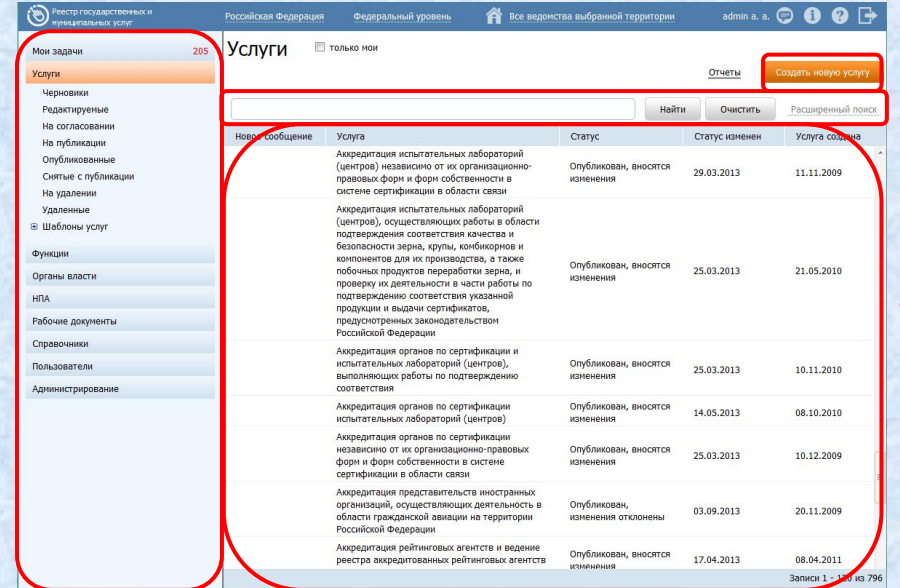 Реестр государственных и
муниципальных услуг
Российская Федерация
Федеральный уровень
Все ведомства выбранной территории
admin a. a.
Мои задачи 205
Услуги
Черновики
Редактируемые
На согласовании
На публикации
Опубликованные
Снятые с публикации
На удалении
Удаленные
Шаблоны услуг
Функции
Органы власти
НПА
Рабочие документы
Справочники
Пользователи
Администрирование
Услуги
только мои
Отчеты
Создать новую услугу
Найти
Очистить
Расширенный поиск
Новое сообщение Услуга Статус Статус изменен Услуга создана
Аккредитация испытательных лабораторий
(центров) независимо от их организационно-
правовых форм и форм собственности в
системе сертификации в области связи
Опубликован, вносятся
изменения
29.03.2013
11.11.2009
Аккредитация испытательных лабораторий
(центров), осуществляющих работы в области
подтверждения соответствия качества и
безопасности зерна, крупы, комбикормов и
компонентов для их производства, а также
побочных продуктов переработки зерна, и
проверку их деятельности в части работы по
подтверждению соответствия указанной
продукции и выдачи сертификатов,
предусмотренных законодательством
Российской Федерации
Опубликован, вносятся
изменения
25.03.2013
21.05.2010
Аккредитация органов по сертификации и
испытательных лабораторий (центров),
выполняющих работы по подтверждению
соответствия
Опубликован, вносятся
изменения
25.03.2013
10.11.2010
Аккредитация органов по сертификации
испытательных лабораторий (центров)
Опубликован, вносятся
изменения
14.05.2013
08.10.2010
Аккредитация органов по сертификации
независимо от их организационно-правовых
форм и форм собственности в системе
сертификации в области связи
Опубликован, вносятся
изменения
25.03.2013
10.12.2009
Аккредитация представительств иностранных
организаций, осуществляющих деятельность в
области гражданской авиации на территории
Российской Федерации
Опубликован,
изменения отклонены
03.09.2013
20.11.2009
Аккредитация рейтинговых агентств и ведение
реестра аккредитованных рейтинговых агентств
Опубликован, вносятся
изменения
17.04.2013
08.04.2011
Записи 1 - из 796